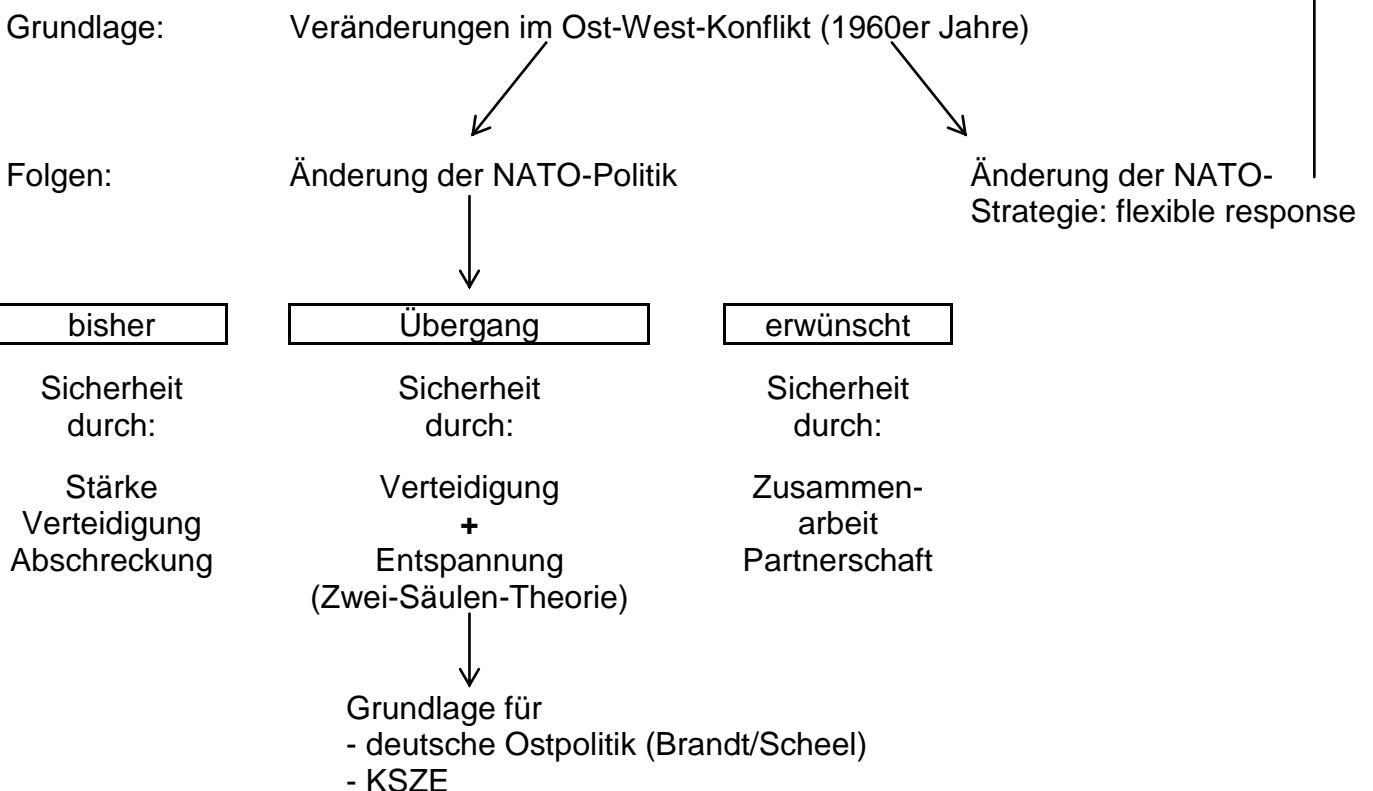 Grundlage: Veränderungen im Ost-West-Konflikt (1960er Jahre)
Folgen: Änderung der NATO-Politik Änderung der NATO-
Strategie: flexible response
bisher Übergang erwünscht
Sicherheit Sicherheit Sicherheit
durch: durch: durch:
Stärke Verteidigung Zusammen-
Verteidigung + arbeit
Abschreckung Entspannung Partnerschaft
(Zwei-Säulen-Theorie)
Grundlage für
- deutsche Ostpolitik (Brandt/Scheel)
- KSZE